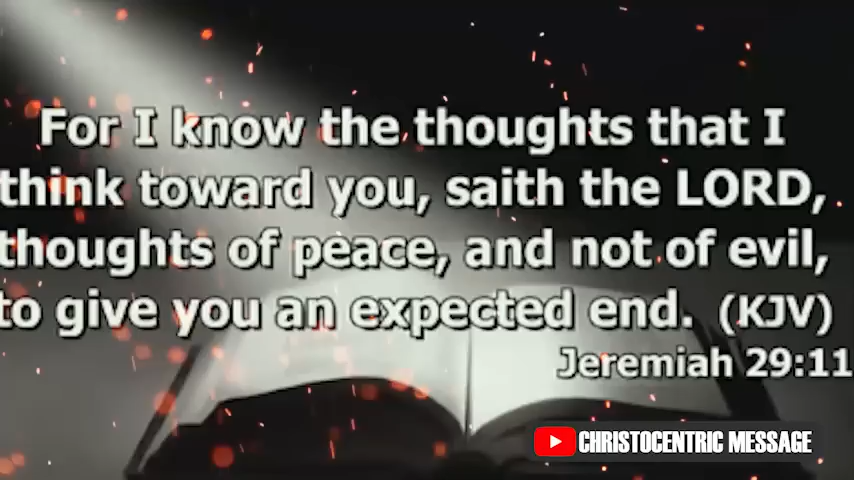 For I know the thoughts that I
think toward you, saith the LORD,
thoughts of peace, and not of evil,
to give you an expected end. (KJV)
Jeremiah 29:11
CHRISTOCENTRIC MESSAGE